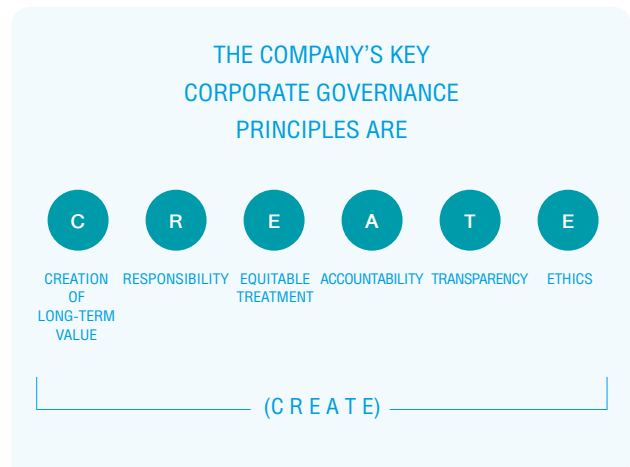 THE COMPANY'S KEY
CORPORATE GOVERNANCE
PRINCIPLES ARE
C R E A T E
CREATION
OF
LONG-TERM
VALUE
RESPONSIBILITY
EQUITABLE
TREATMENT
ACCOUNTABILITY
TRANSPARENCY
ETHICS
(C R E A T E)